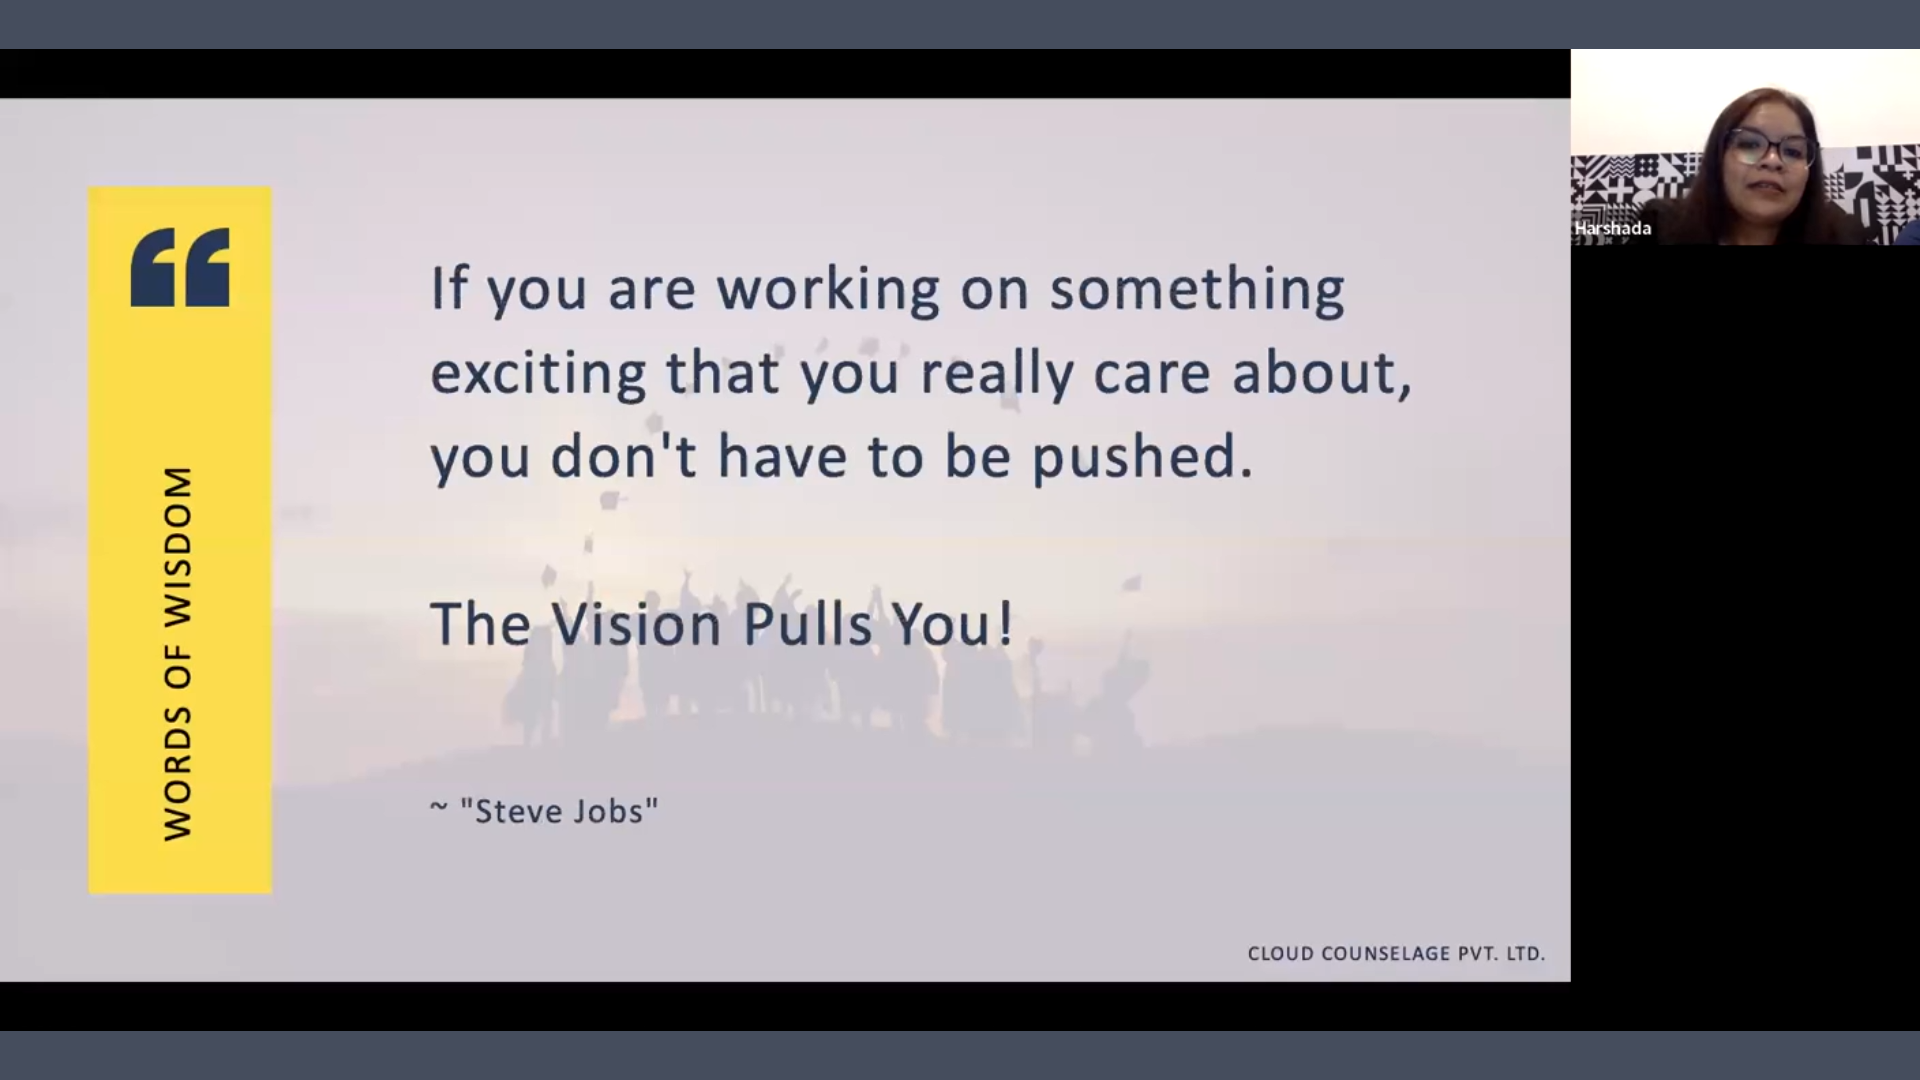 “
WORDS OF WISDOM
If you are working on something
exciting that you really care about,
you don't have to be pushed.
The Vision Pulls You!
~ "Steve Jobs"
CLOUD COUNSELAGE PVT. LTD.
Harshada